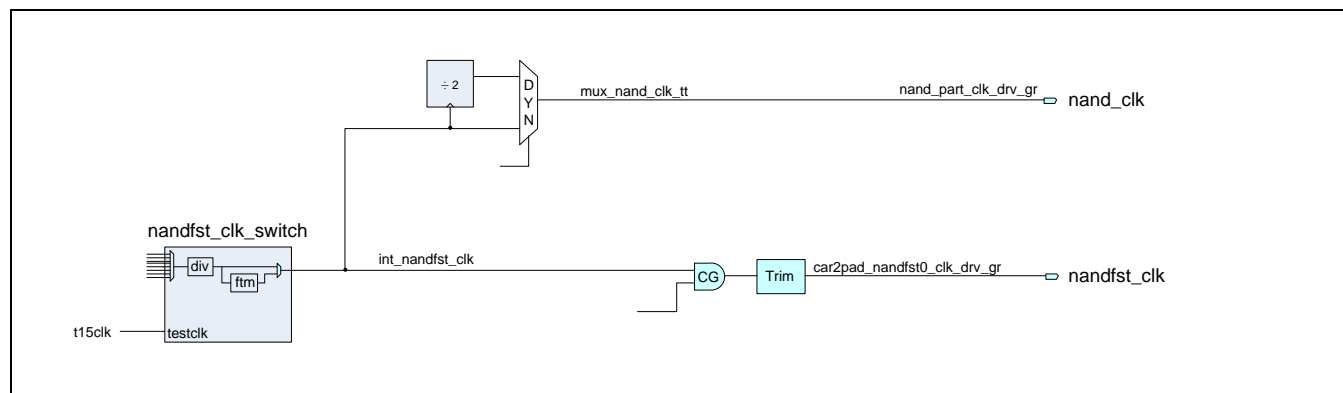 ÷ 2
D
Y
N
mux_nand_clk_tt
nand_part_clk_drv_gr
nand_clk
nandfst_clk_switch
div
ftm
int_nandfst_clk
CG
Trim
car2pad_nandfst0_clk_drv_gr
nandfst_clk
t15clk
testclk